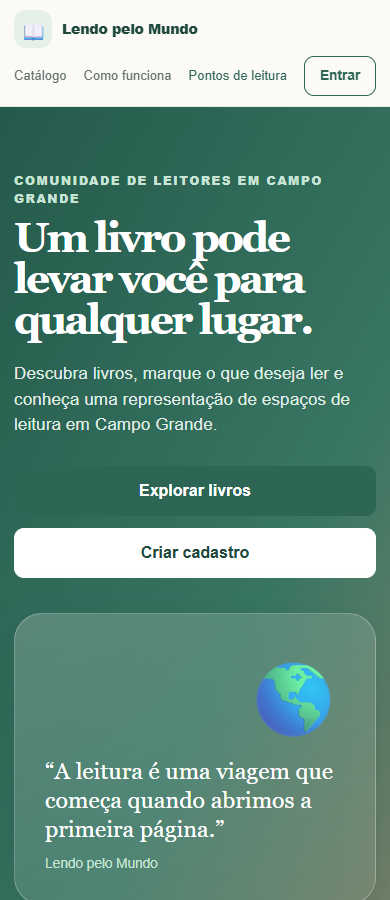 Lendo pelo Mundo
Catálogo Como funciona Pontos de leitura Entrar
COMUNIDADE DE LEITORES EM CAMPO
GRANDE
Um livro pode
levar você para
qualquer lugar.
Descubra livros, marque o que deseja ler e
conheça uma representação de espaços de
leitura em Campo Grande.
Explorar livros
Criar cadastro
“A leitura é uma viagem que
começa quando abrimos a
primeira página.”
Lendo pelo Mundo